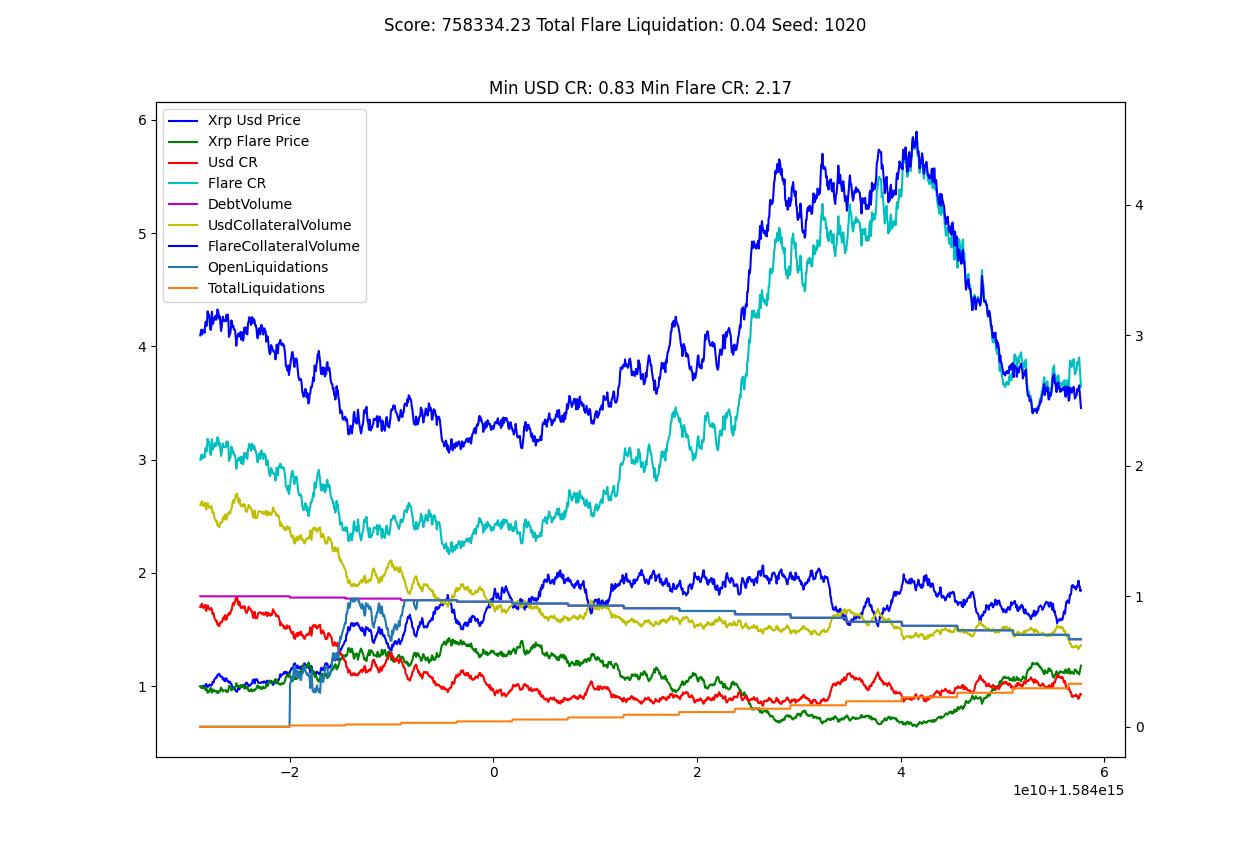 Score: 758334.23 Total Flare Liquidation: 0.04 Seed: 1020
Min USD CR: 0.83 Min Flare CR: 2.17
Xrp Usd Price
Xrp Flare Price
Usd CR
Flare CR
DebtVolume
UsdCollateralVolume
FlareCollateralVolume
OpenLiquidations
TotalLiquidations
6
5
4
3
2
1
4
3
2
1
0
−2
0
2
4
6
1e10+1.584e15